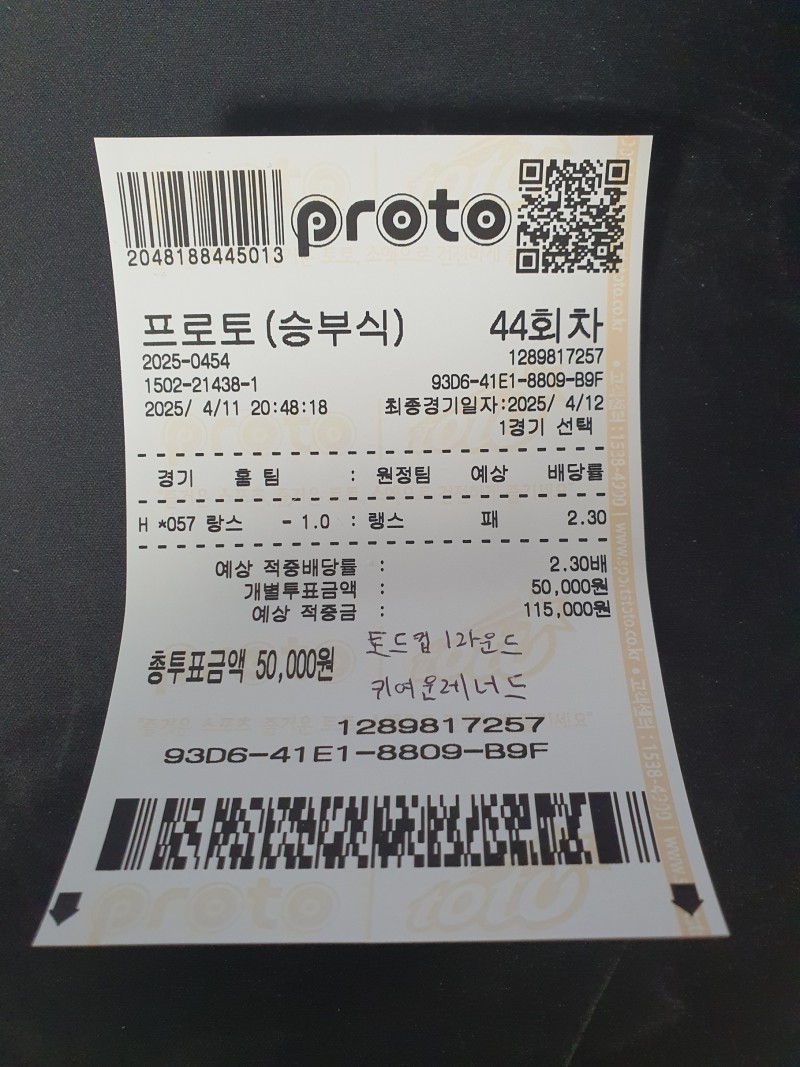 2048188445013
proto
프로토(승부식) 44회차
2025-0454 1289817257
1502-21438-1 93D6-41E1-8809-B9F
2025/ 4/11 20:48:18 최종경기일자:2025/ 4/12
1경기 선택
경기 홈 팀 : 원정팀 예상 배당률
H *057 랑스 - 1.0 : 랭스 패 2.30
예상 적중배당률 : 2.30배
개별투표금액 : 50,000원
예상 적중금 : 115,000원
총투표금액 50,000원
토드컵 1라운드
귀여운레너드
1289817257
93D6-41E1-8809-B9F
proto